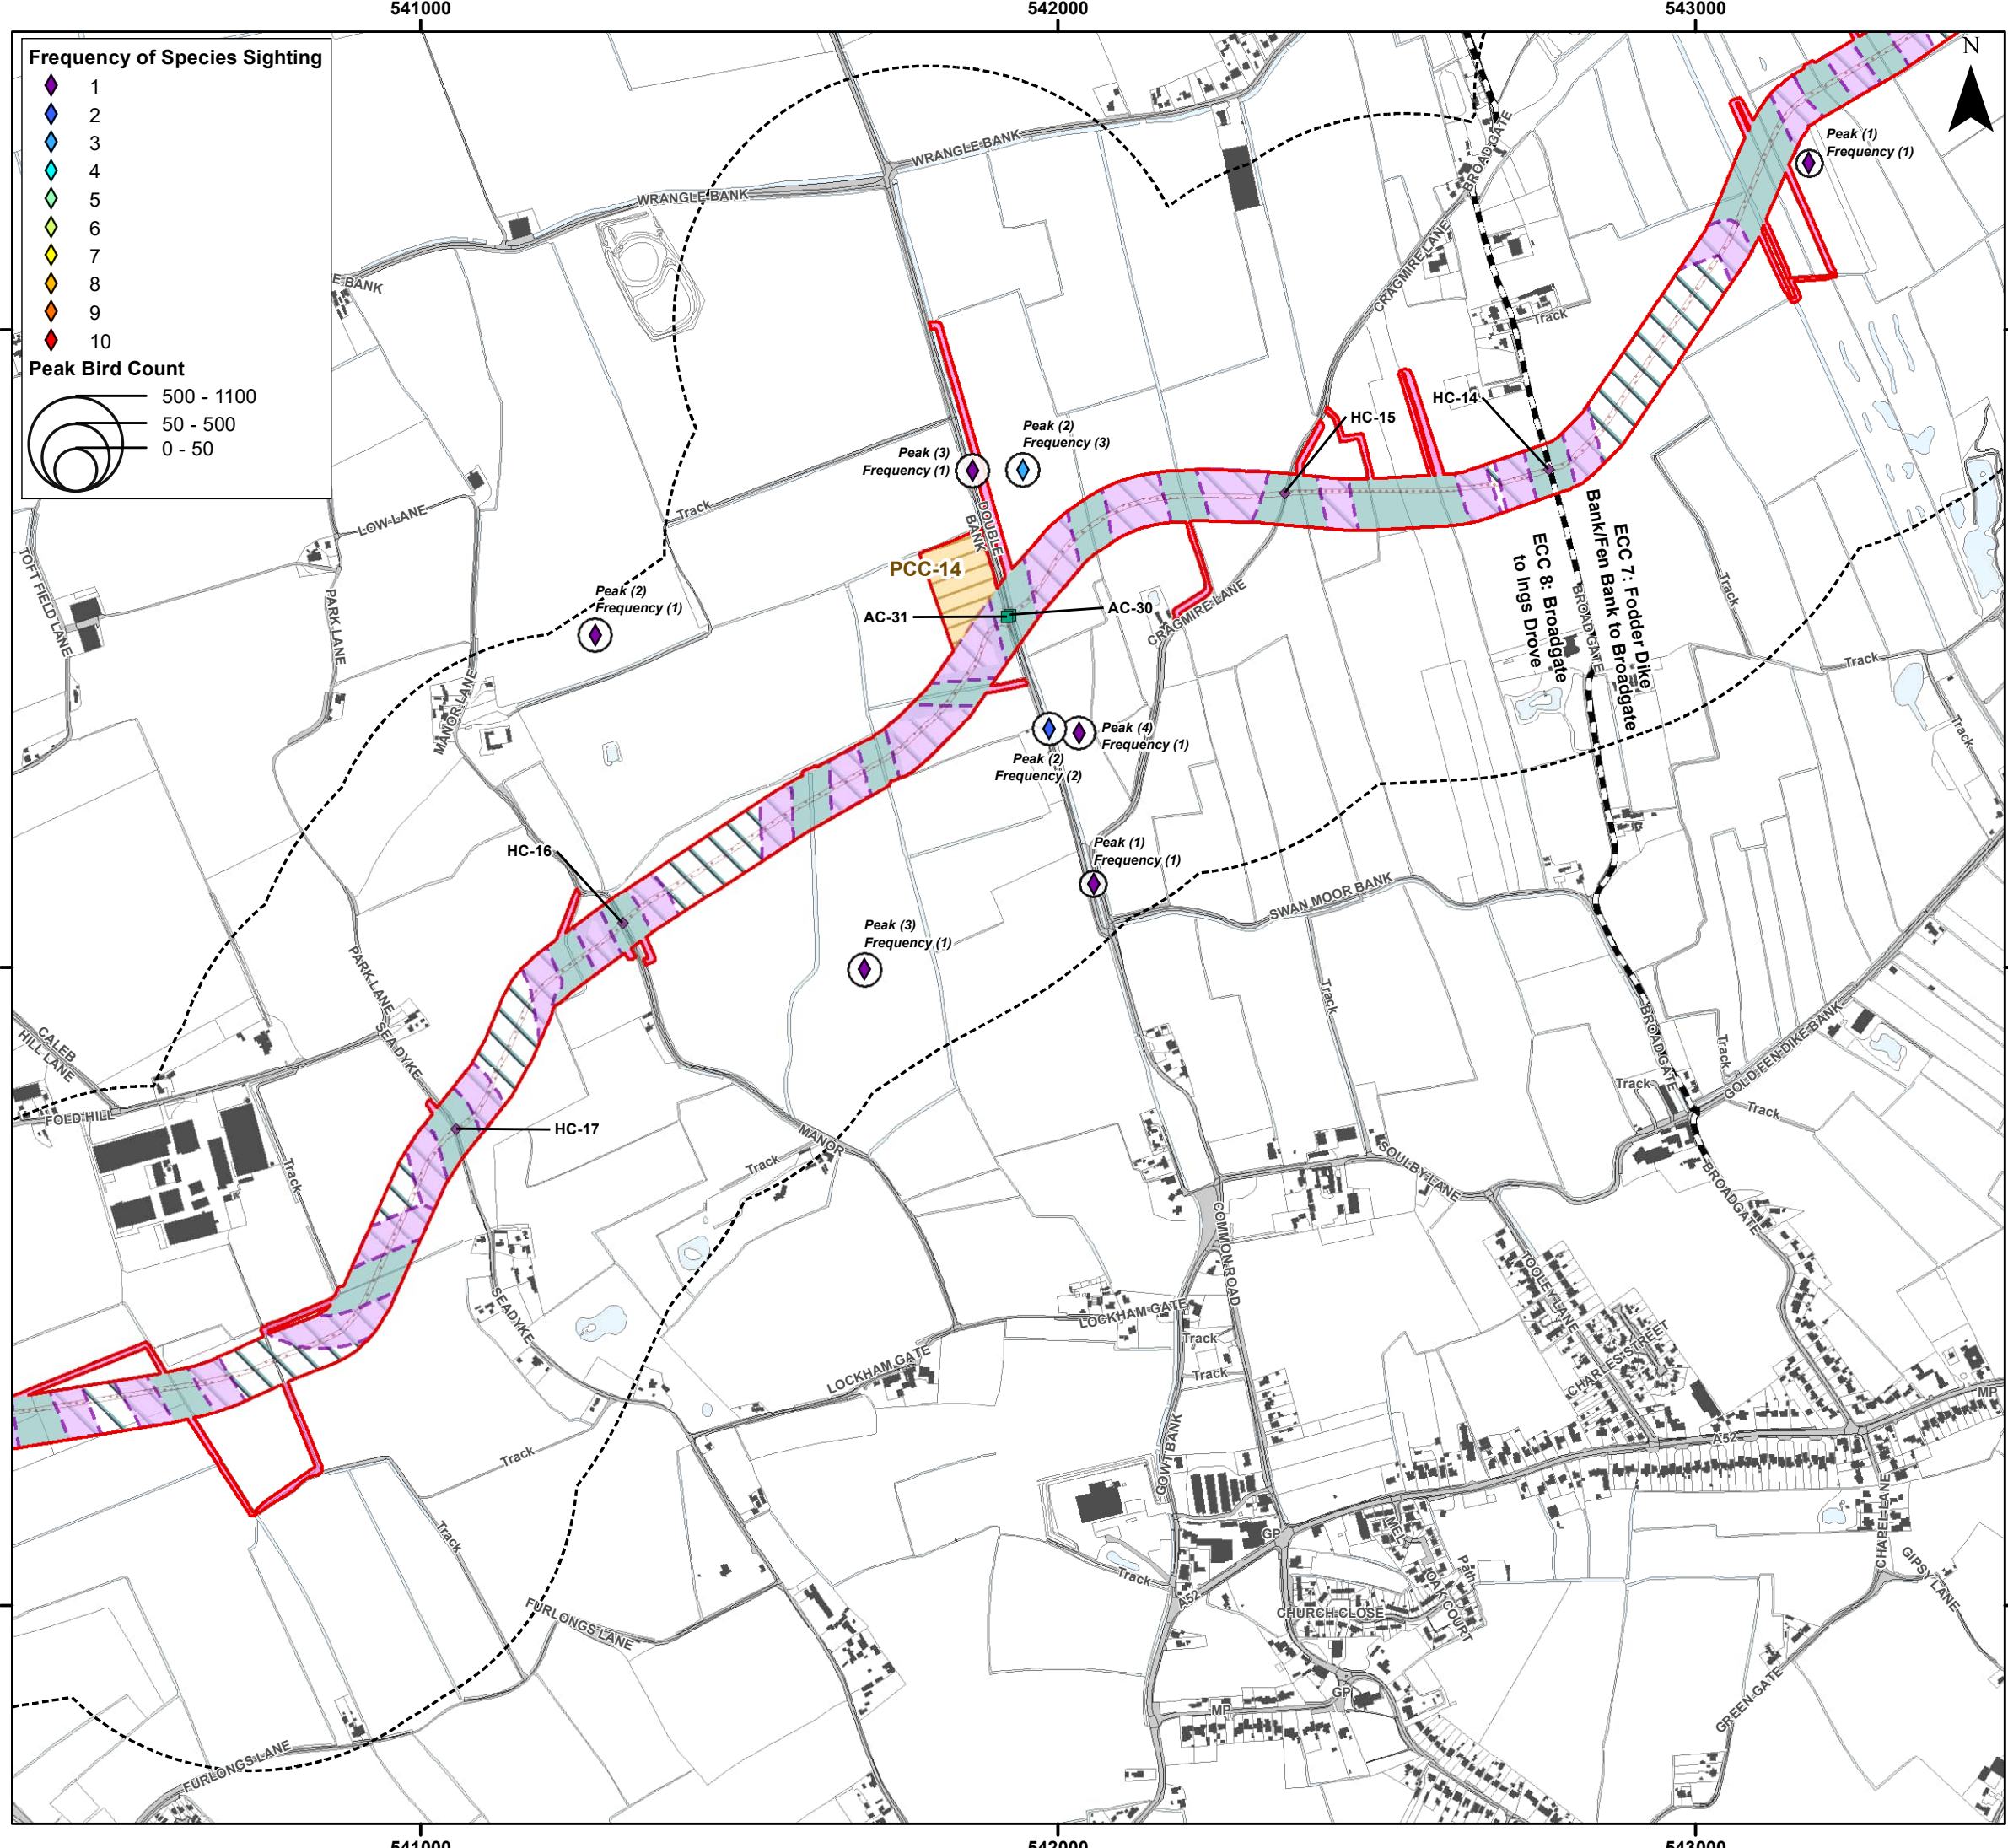 541000
542000
543000
Frequency of Species Sighting
1
2
3
4
5
6
7
8
9
10
Peak Bird Count
500 - 1100
50 - 500
0 - 50
N
Peak (1)
Frequency (1)
WRANGLE BANK
WRANGLE BANK
E BANK
BROADGATE
CRAGMIRE LANE
Track
HC-14
HC-15
Peak (2)
Frequency (3)
Peak (3)
Frequency (1)
Track
DOUBLE
BANK
LOW LANE
TOFT FIELD LANE
PARK LANE
PCC-14
AC-31
AC-30
CRAGMIRE LANE
Peak (2)
Frequency (1)
ECC 7: Fodder Dike
Bank/Fen Bank to Broadgate
ECC 8: Broadgate
to Ings Drove
BROADGATE
Track
Track
Track
MANOR LANE
Peak (4)
Frequency (1)
Peak (2)
Frequency (2)
HC-16
Peak (1)
Frequency (1)
SWAN MOOR BANK
Peak (3)
Frequency (1)
PARK LANE
SEA DYKE
CALEB
HILL LANE
FOLD HILL
Track
Track
BROADGATE
Track
GOLD FEN DIKE BANK
Track
Track
HC-17
MANOR
Track
SOULBY LANE
BROADGATE
COMMON ROAD
TOOLEY LANE
SEADYKE
LOCKHAM GATE
Track
Track
LOCKHAM GATE
CHARLES STREET
MP
A52
GOWT BANK
Track
Track
GP
MEL
OAK COURT
Path
CHAPEL LANE
GIPSY LANE
Track
A52
CHURCH CLOSE
FURLONGS LANE
GP
MP
GREEN GATE
FURLONGS LANE
541000
542000
543000